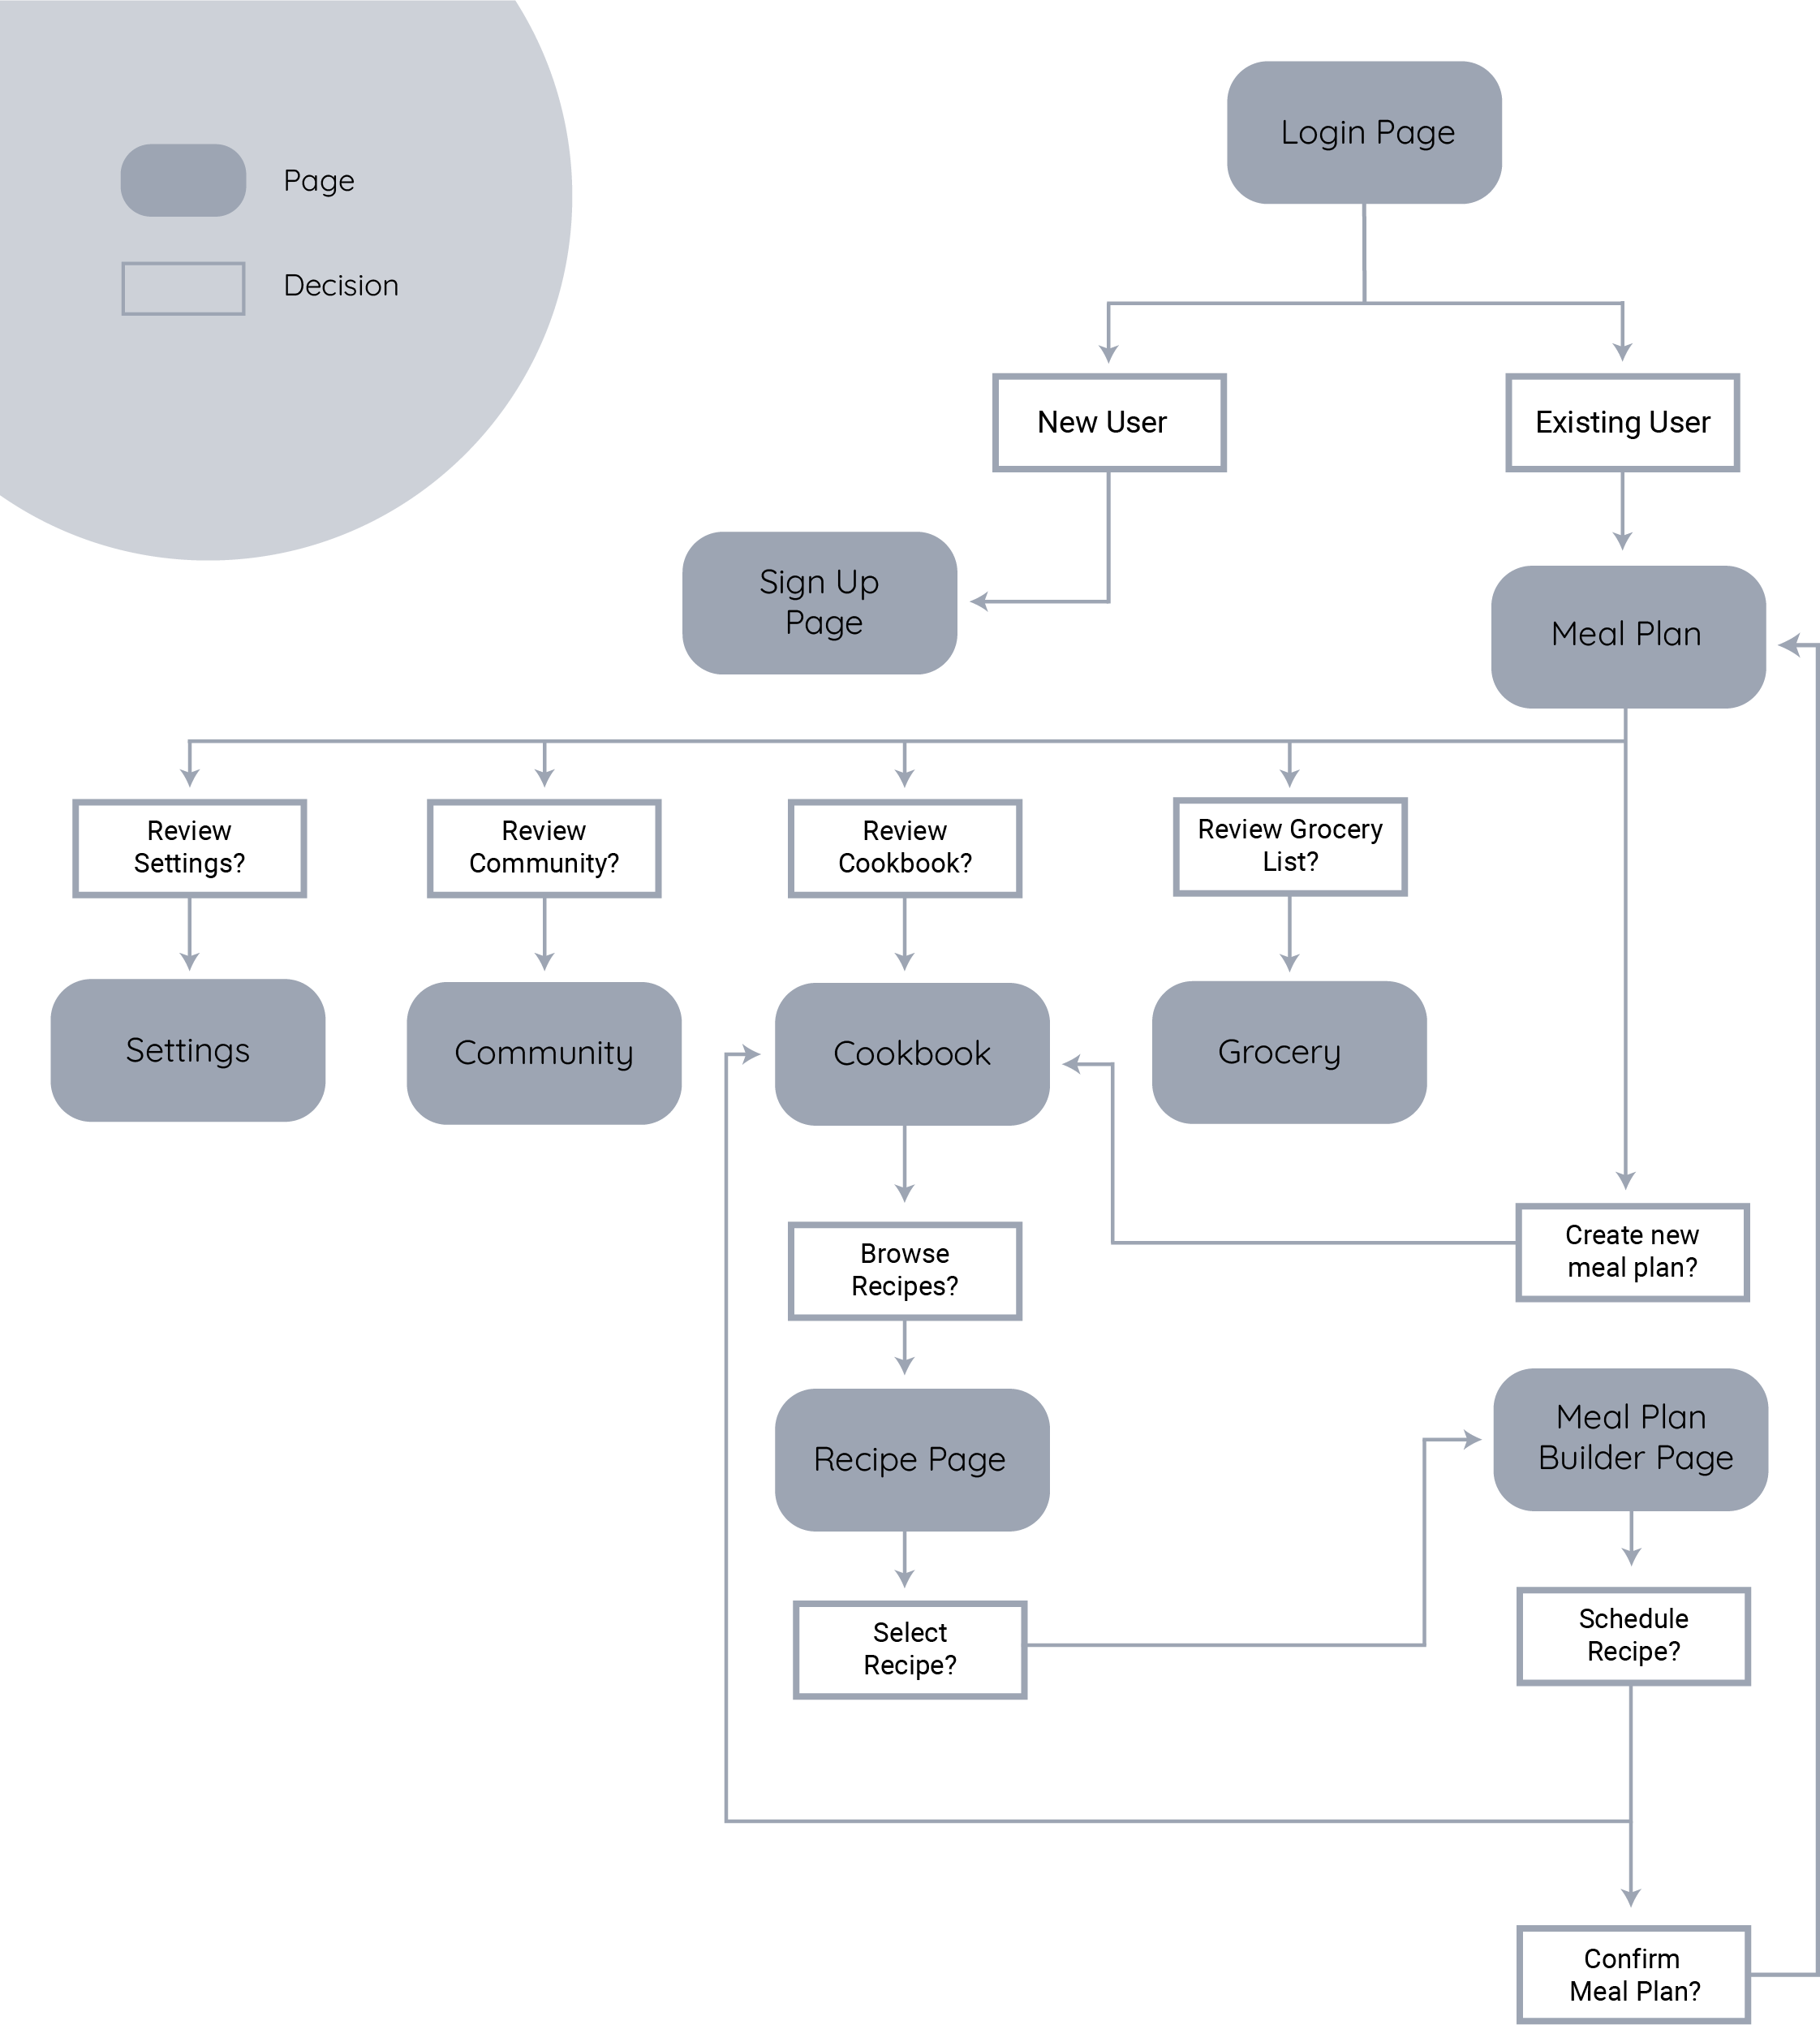 Page
Decision
Login Page
New User
Existing User
Sign Up
Page
Meal Plan
Review
Settings?
Review
Community?
Review
Cookbook?
Review Grocery
List?
Settings
Community
Cookbook
Grocery
Browse
Recipes?
Create new
meal plan?
Recipe Page
Meal Plan
Builder Page
Select
Recipe?
Schedule
Recipe?
Confirm
Meal Plan?